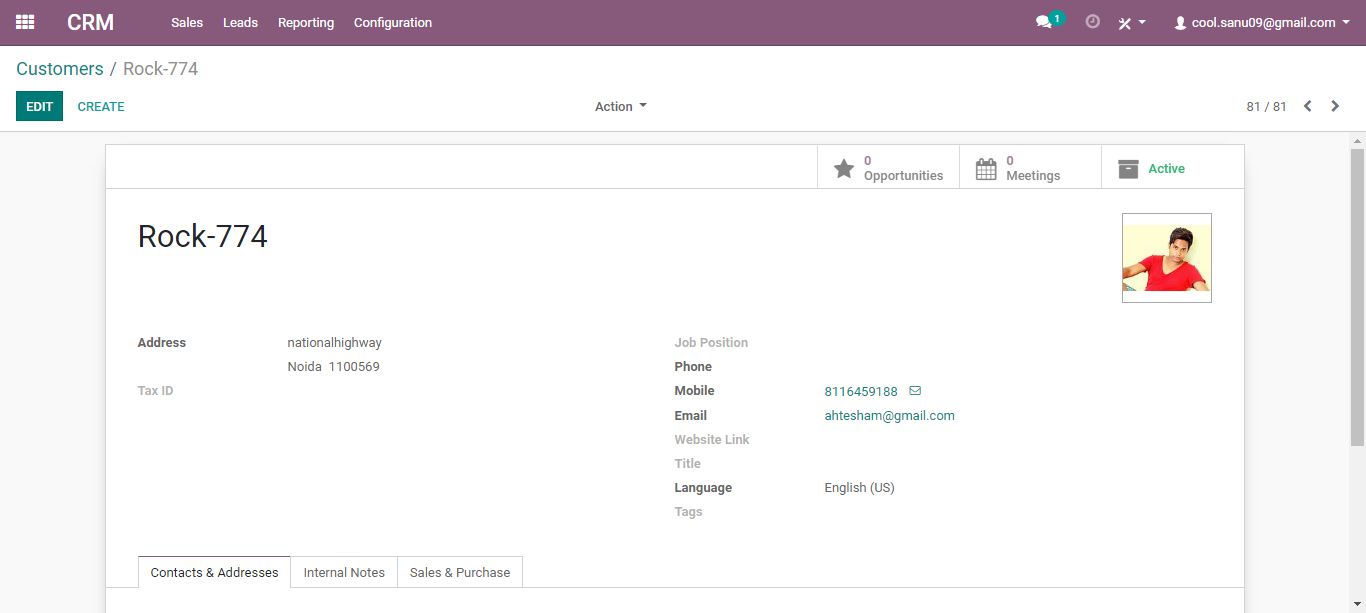 CRM Sales Leads Reporting Configuration 1 cool.sanu09@gmail.com
Customers / Rock-774
EDIT CREATE Action 81 / 81
0 Opportunities 0 Meetings Active
Rock-774
Address nationalhighway Job Position
Noida 1100569 Phone
Tax ID Mobile 8116459188
Email ahtesham@gmail.com
Website Link
Title
Language English (US)
Tags
Contacts & Addresses Internal Notes Sales & Purchase